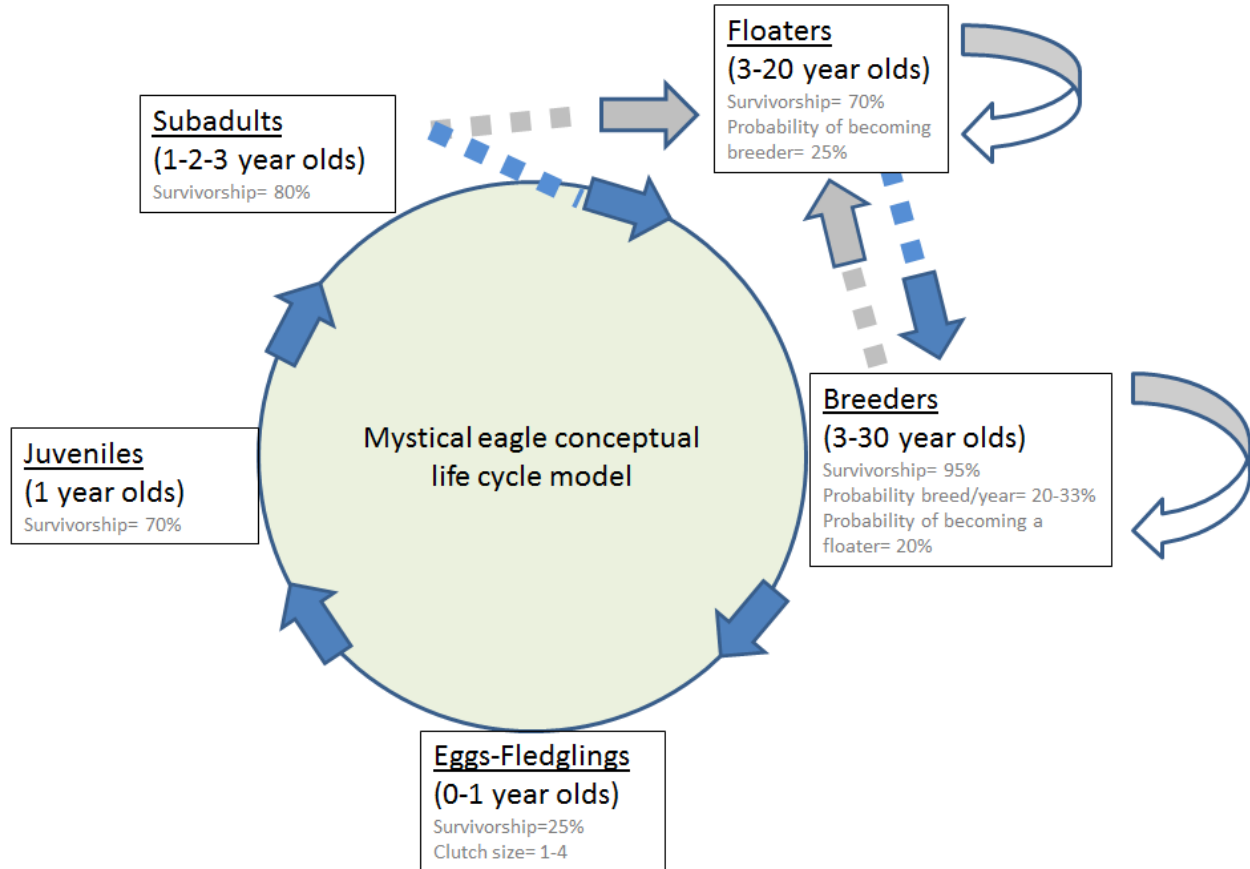 Floaters
(3-20 year olds)
Survivorship= 70%
Probability of becoming
breeder= 25%
Subadults
(1-2-3 year olds)
Survivorship= 80%
Mystical eagle conceptual
life cycle model
Breeders
(3-30 year olds)
Survivorship= 95%
Probability breed/year= 20-33%
Probability of becoming a
floater= 20%
Juveniles
(1 year olds)
Survivorship= 70%
Eggs-Fledglings
(0-1 year olds)
Survivorship=25%
Clutch size= 1-4